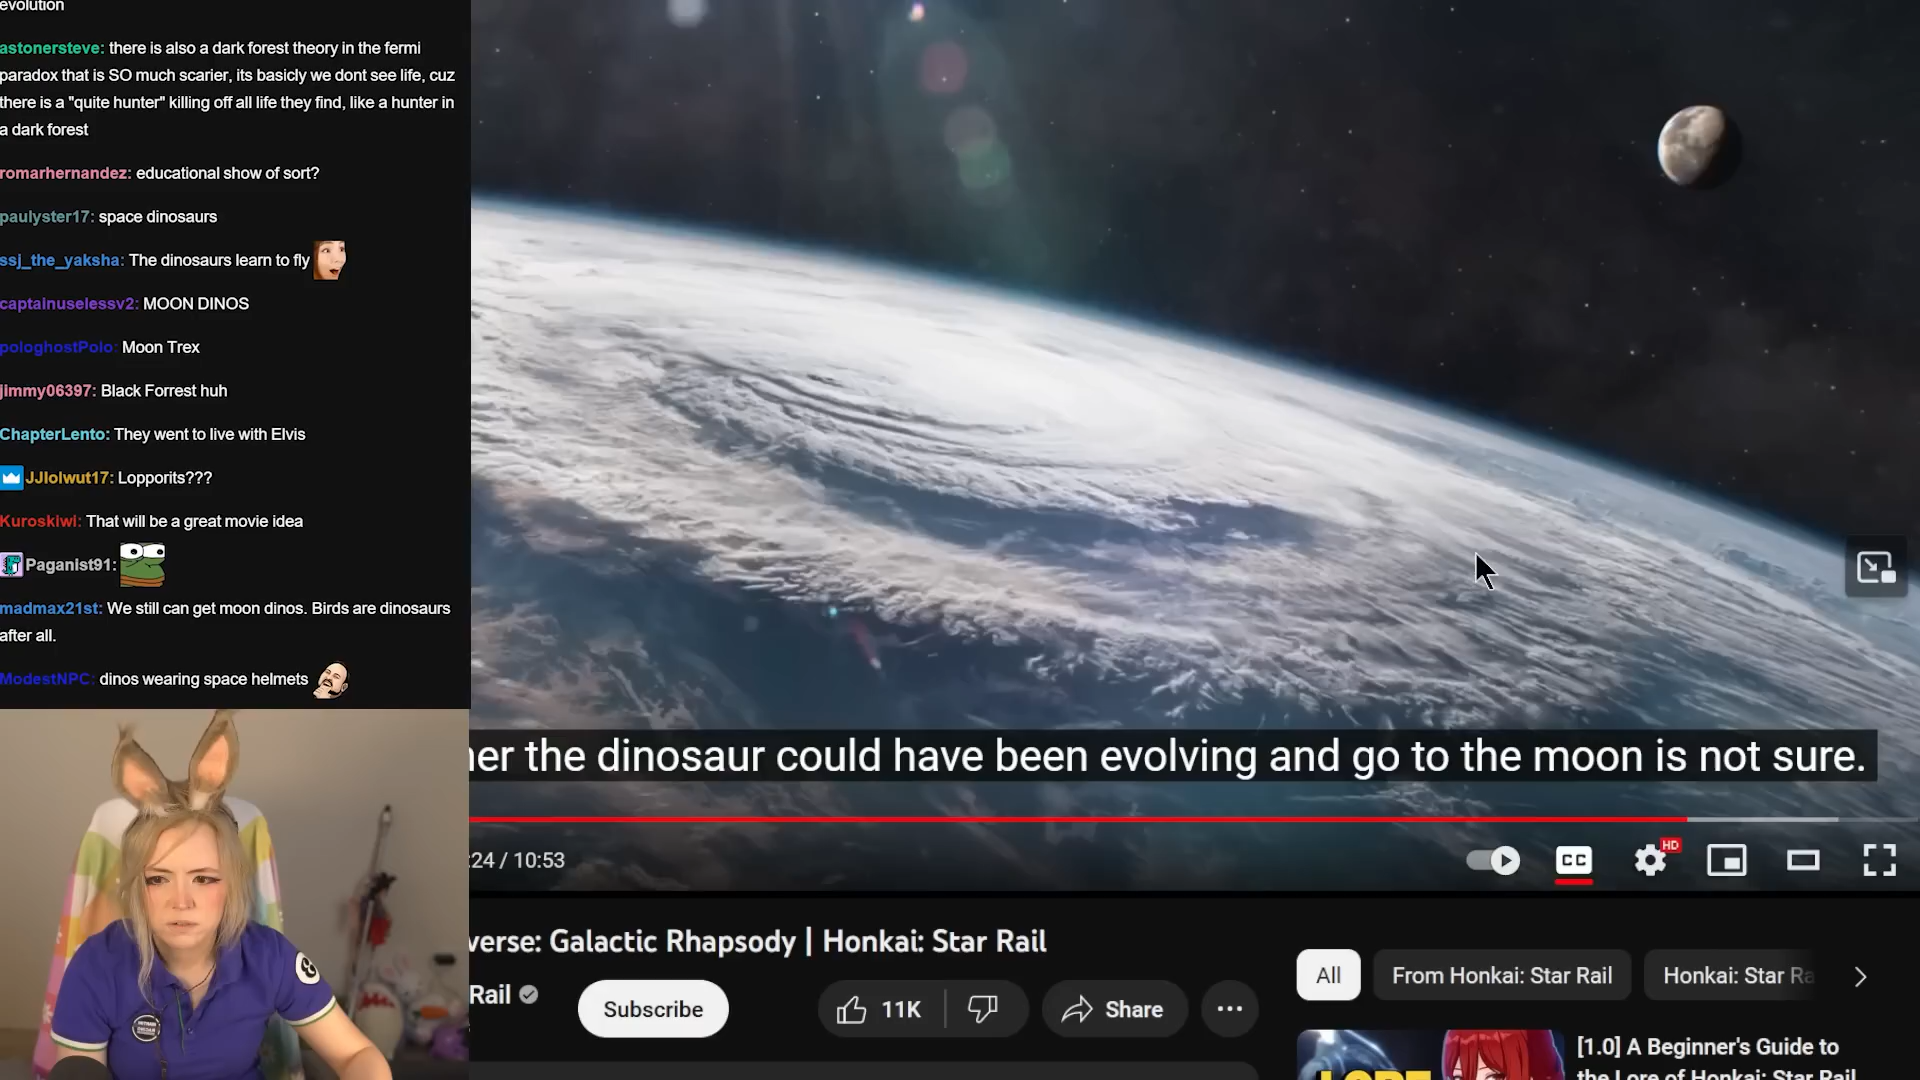 evolution
astonersteve: there is also a dark forest theory in the fermi
paradox that is SO much scarier, its basicly we dont see life, cuz
there is a "quite hunter" killing off all life they find, like a hunter in
a dark forest
romarhernandez: educational show of sort?
paulyster17: space dinosaurs
ssj_the_yaksha: The dinosaurs learn to fly
captainuselessv2: MOON DINOS
pologhostPolo: Moon Trex
jimmy06397: Black Forrest huh
ChapterLento: They went to live with Elvis
JJlolwut17: Lopporits???
Kuroskiwi: That will be a great movie idea
Paganist91:
madmax21st: We still can get moon dinos. Birds are dinosaurs
after all.
ModestNPC: dinos wearing space helmets
her the dinosaur could have been evolving and go to the moon is not sure.
:24 / 10:53
CC
HD
verse: Galactic Rhapsody | Honkai: Star Rail
Rail
Subscribe
11K
Share
All
From Honkai: Star Rail
Honkai: Star Ra
[1.0] A Beginner's Guide to
the Lore of Honkai: Star Rail
LORE
8